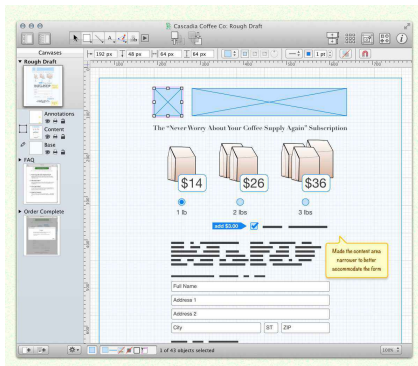 Cascadia Coffee Co: Rough Draft
Canvases
192 px
48 px
64 px
64 px
1 pt
Rough Draft
Annotations
Content
Base
FAQ
Order Complete
The "Never Worry About Your Coffee Supply Again" Subscription
$14
$26
$36
1 lb
2 lbs
3 lbs
add $3.00
Made the content area
narrower to better
accommodate the form
Full Name
Address 1
Address 2
City
ST
ZIP
1 of 43 objects selected
100%